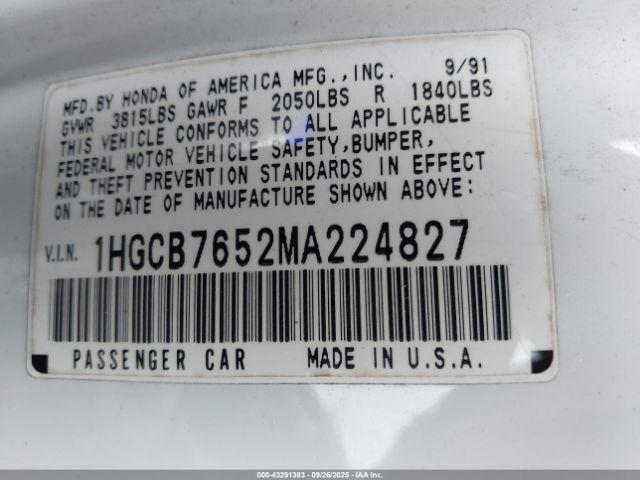 MFD.BY HONDA OF AMERICA MFG.,INC. 9/91
GVWR 3815LBS GAWR F 2050LBS R 1840LBS
THIS VEHICLE CONFORMS TO ALL APPLICABLE
FEDERAL MOTOR VEHICLE SAFETY,BUMPER,
AND THEFT PREVENTION STANDARDS IN EFFECT
ON THE DATE OF MANUFACTURE SHOWN ABOVE:
V.I.N. 1HGCB7652MA224827
PASSENGER CAR MADE IN U.S.A.
000-43291383 - 09/26/2025 - IAA Inc.